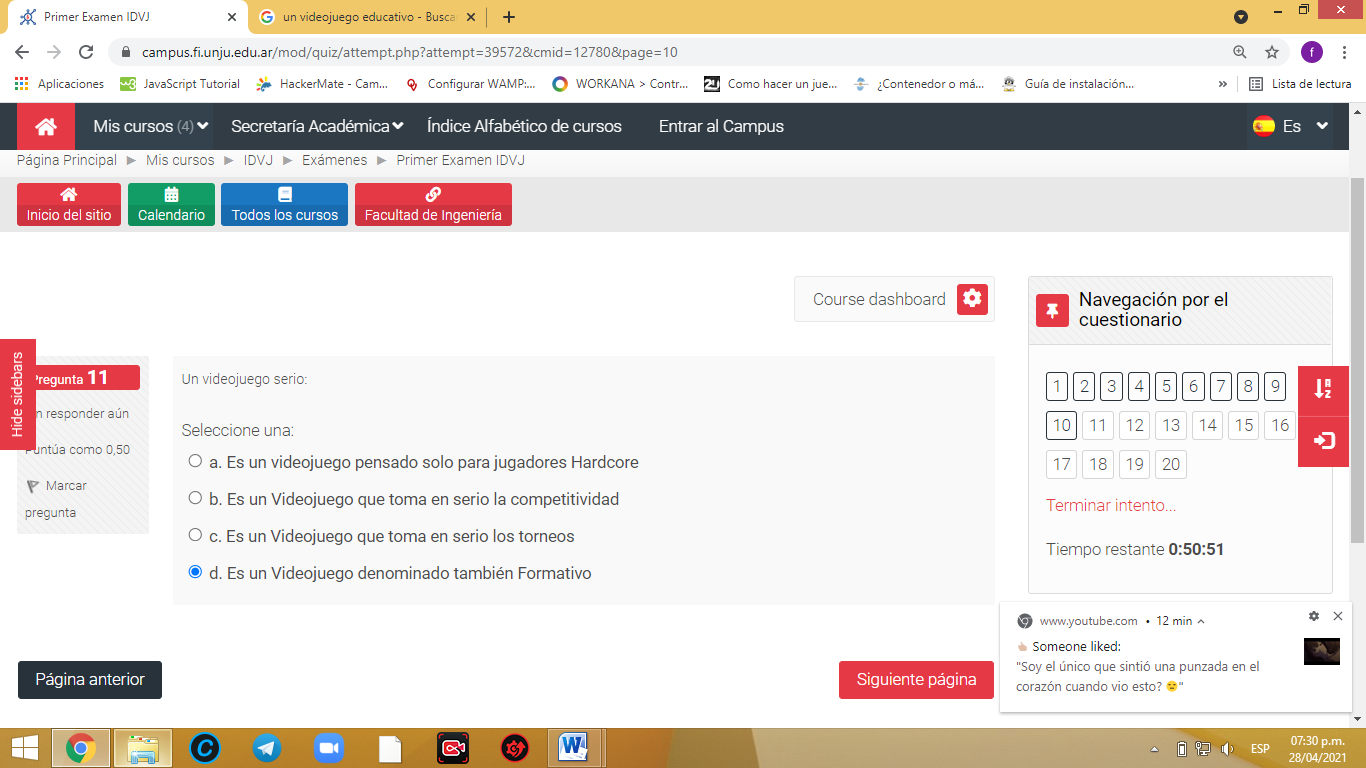 Primer Examen IDVJ
un videojuego educativo - Busca
campus.fi.unju.edu.ar/mod/quiz/attempt.php?attempt=39572&cmid=12780&page=10
f
Aplicaciones
JavaScript Tutorial
HackerMate - Cam...
Configurar WAMP:...
WORKANA > Contr...
Como hacer un jue...
¿Contenedor o má...
Guía de instalación...
»
Lista de lectura
Mis cursos (4)
Secretaría Académica
Índice Alfabético de cursos
Entrar al Campus
Es
Página Principal ► Mis cursos ► IDVJ ► Exámenes ► Primer Examen IDVJ
Inicio del sitio
Calendario
Todos los cursos
Facultad de Ingeniería
Course dashboard
Hide sidebars
Pregunta 11
n responder aún
Puntúa como 0,50
Marcar
pregunta
Un videojuego serio:
Seleccione una:
a. Es un videojuego pensado solo para jugadores Hardcore
b. Es un Videojuego que toma en serio la competitividad
c. Es un Videojuego que toma en serio los torneos
d. Es un Videojuego denominado también Formativo
Página anterior
Siguiente página
Navegación por el
cuestionario
1 2 3 4 5 6 7 8 9
10 11 12 13 14 15 16
17 18 19 20
Terminar intento...
Tiempo restante 0:50:51
www.youtube.com • 12 min
Someone liked:
"Soy el único que sintió una punzada en el
corazón cuando vio esto? 😔"
ESP
07:30 p.m.
28/04/2021